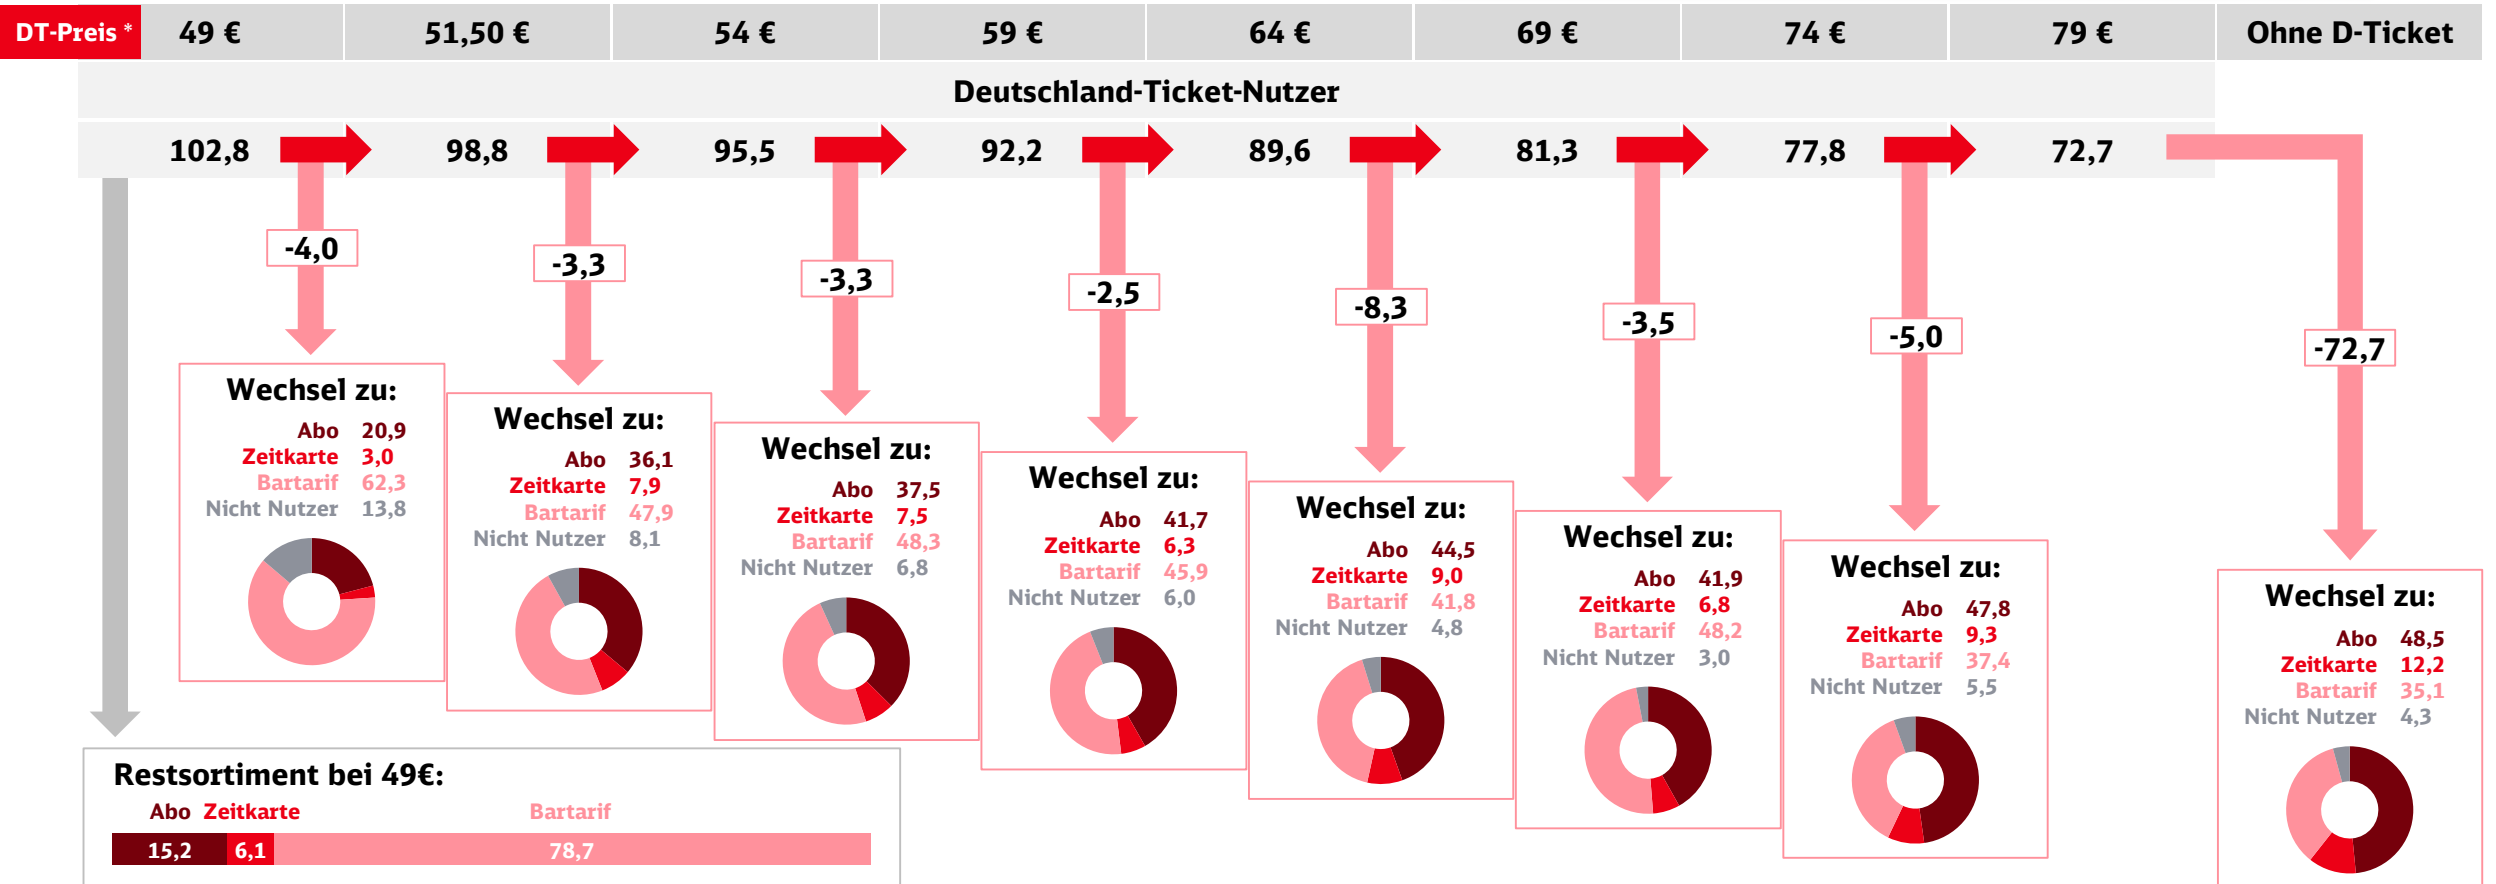 DT-Preis * 49 € 51,50 € 54 € 59 € 64 € 69 € 74 € 79 € Ohne D-Ticket
Deutschland-Ticket-Nutzer
102,8 98,8 95,5 92,2 89,6 81,3 77,8 72,7
-4,0
-3,3
-3,3
-2,5
-8,3
-3,5
-5,0
-72,7
Wechsel zu:
Abo 20,9
Zeitkarte 3,0
Bartarif 62,3
Nicht Nutzer 13,8
Wechsel zu:
Abo 36,1
Zeitkarte 7,9
Bartarif 47,9
Nicht Nutzer 8,1
Wechsel zu:
Abo 37,5
Zeitkarte 7,5
Bartarif 48,3
Nicht Nutzer 6,8
Wechsel zu:
Abo 41,7
Zeitkarte 6,3
Bartarif 45,9
Nicht Nutzer 6,0
Wechsel zu:
Abo 44,5
Zeitkarte 9,0
Bartarif 41,8
Nicht Nutzer 4,8
Wechsel zu:
Abo 41,9
Zeitkarte 6,8
Bartarif 48,2
Nicht Nutzer 3,0
Wechsel zu:
Abo 47,8
Zeitkarte 9,3
Bartarif 37,4
Nicht Nutzer 5,5
Wechsel zu:
Abo 48,5
Zeitkarte 12,2
Bartarif 35,1
Nicht Nutzer 4,3
Restsortiment bei 49€:
Abo Zeitkarte Bartarif
15,2 6,1 78,7